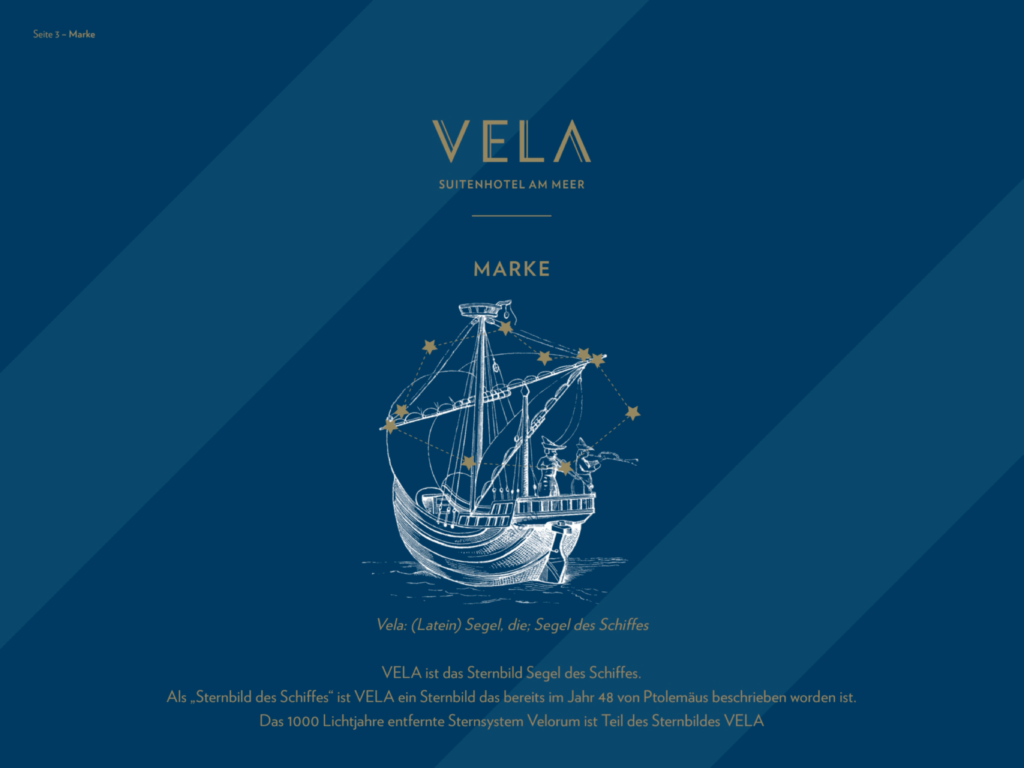 Seite 3 – Marke
VELA
SUITENHOTEL AM MEER
MARKE
Vela: (Latein) Segel, die; Segel des Schiffes
VELA ist das Sternbild Segel des Schiffes.
Als „Sternbild des Schiffes“ ist VELA ein Sternbild das bereits im Jahr 48 von Ptolemäus beschrieben worden ist.
Das 1000 Lichtjahre entfernte Sternsystem Velorum ist Teil des Sternbildes VELA